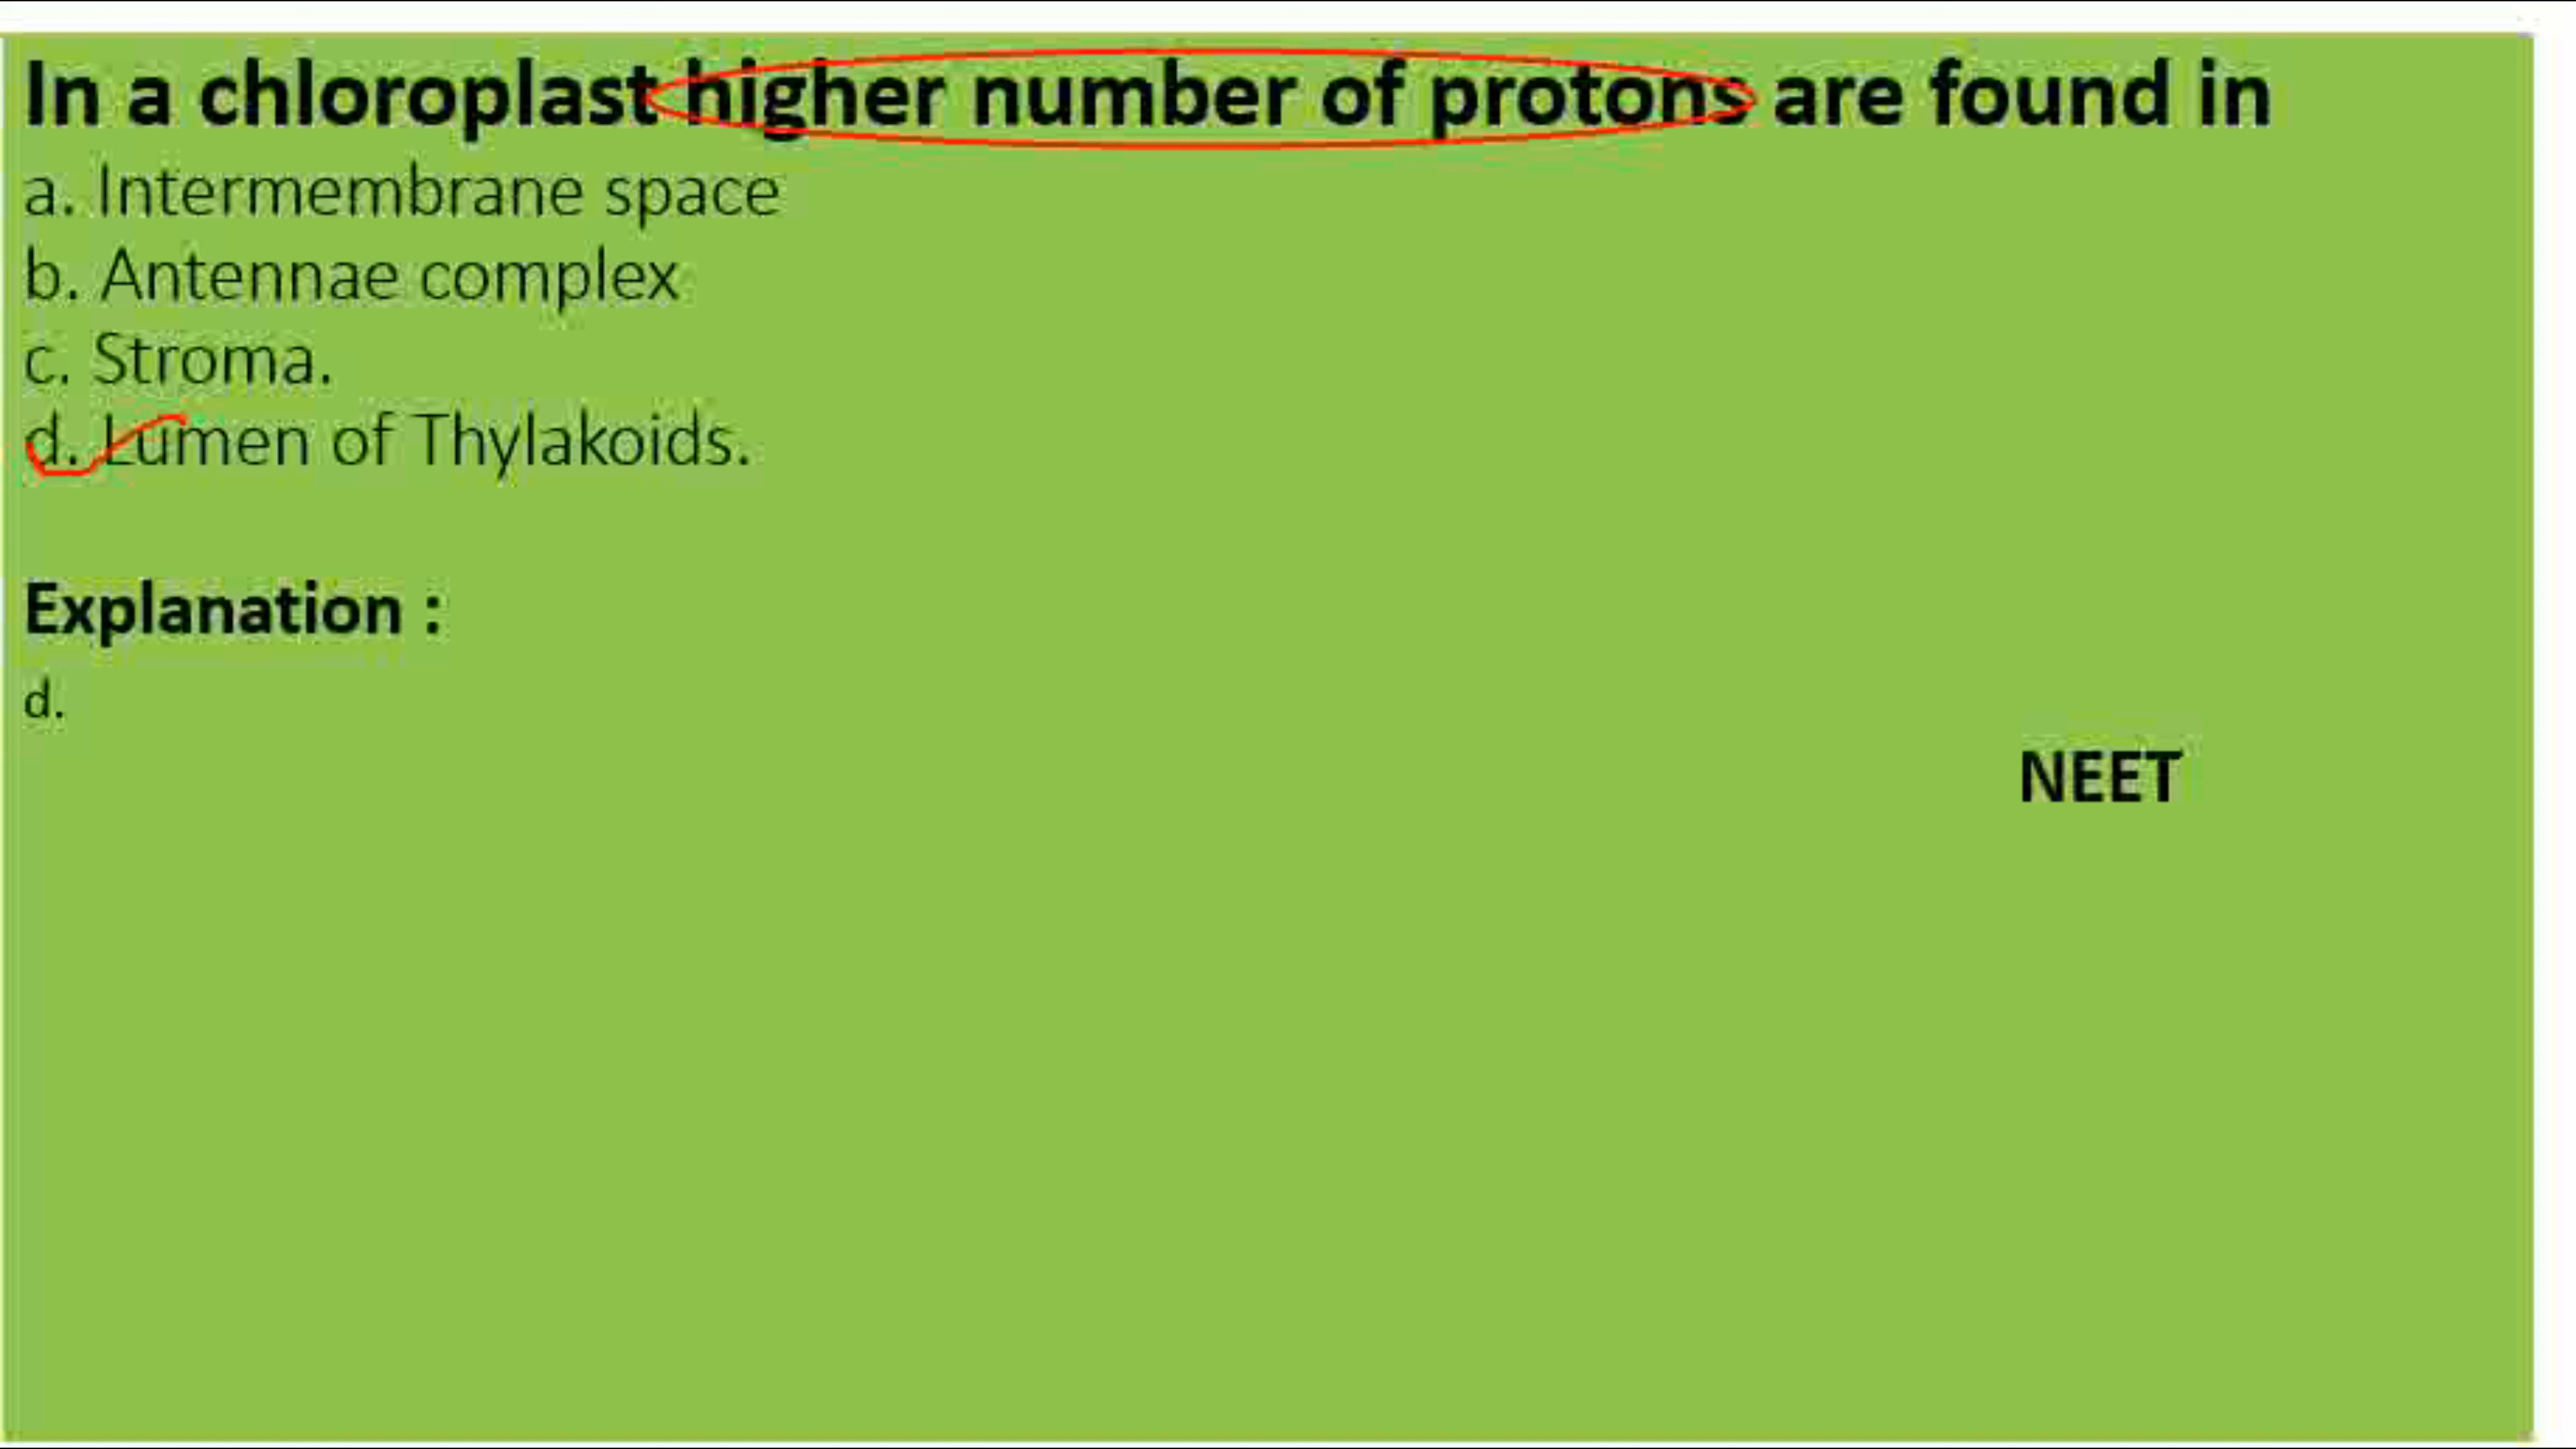 In a chloroplast higher number of protons are found in
a. Intermembrane space
b. Antennae complex
c. Stroma.
d. Lumen of Thylakoids.
Explanation :
d.
NEET